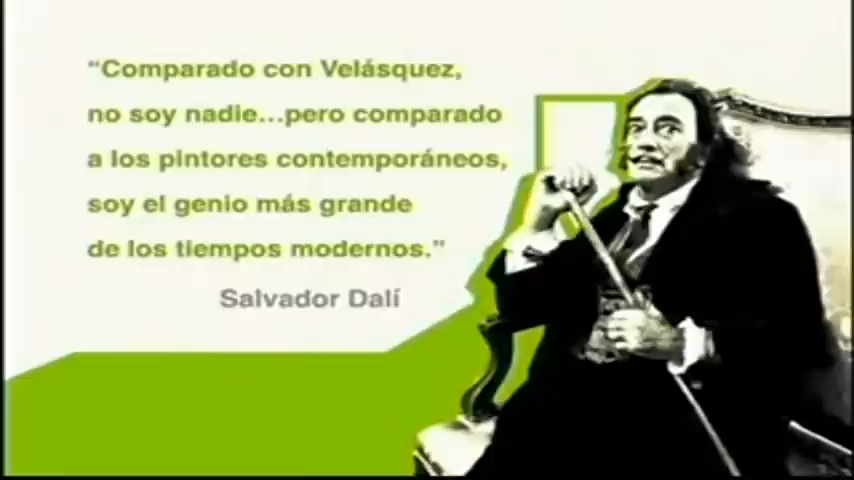 “Comparado con Velásquez,
no soy nadie...pero comparado
a los pintores contemporáneos,
soy el genio más grande
de los tiempos modernos.”
Salvador Dalí